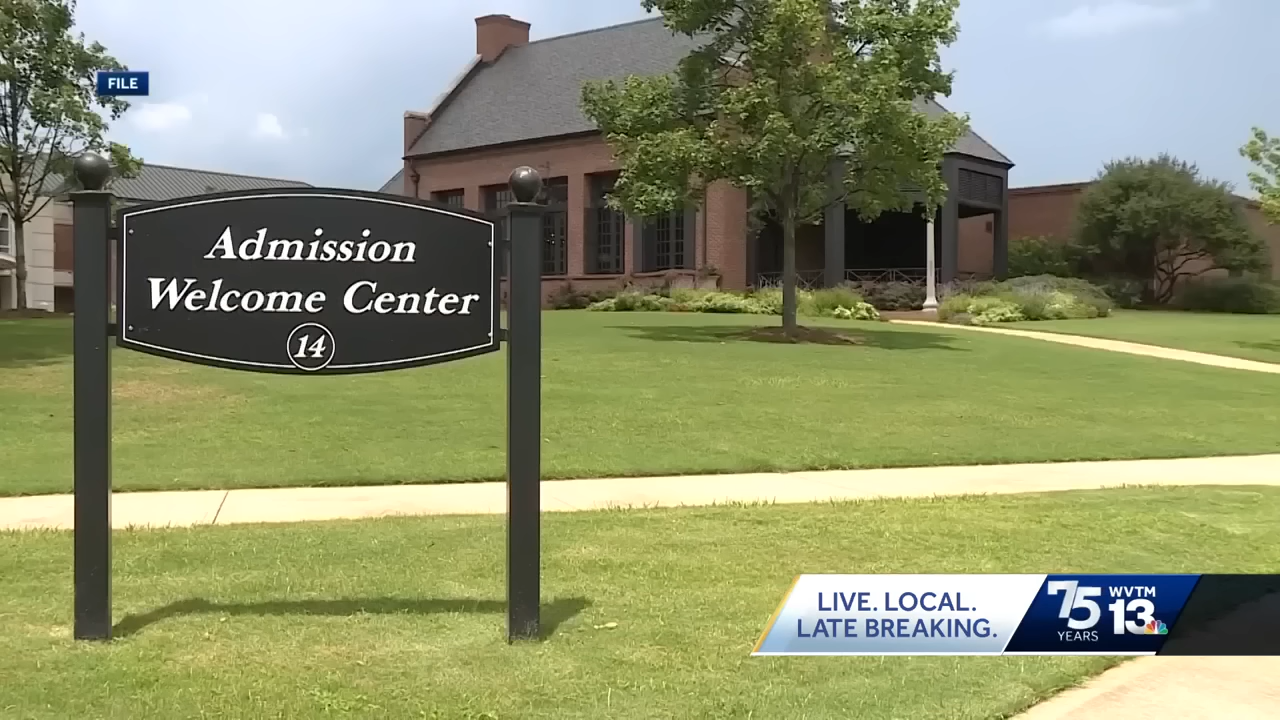 FILE
Admission
Welcome Center
14
LIVE. LOCAL.
LATE BREAKING.
75
YEARS
WVTM
13